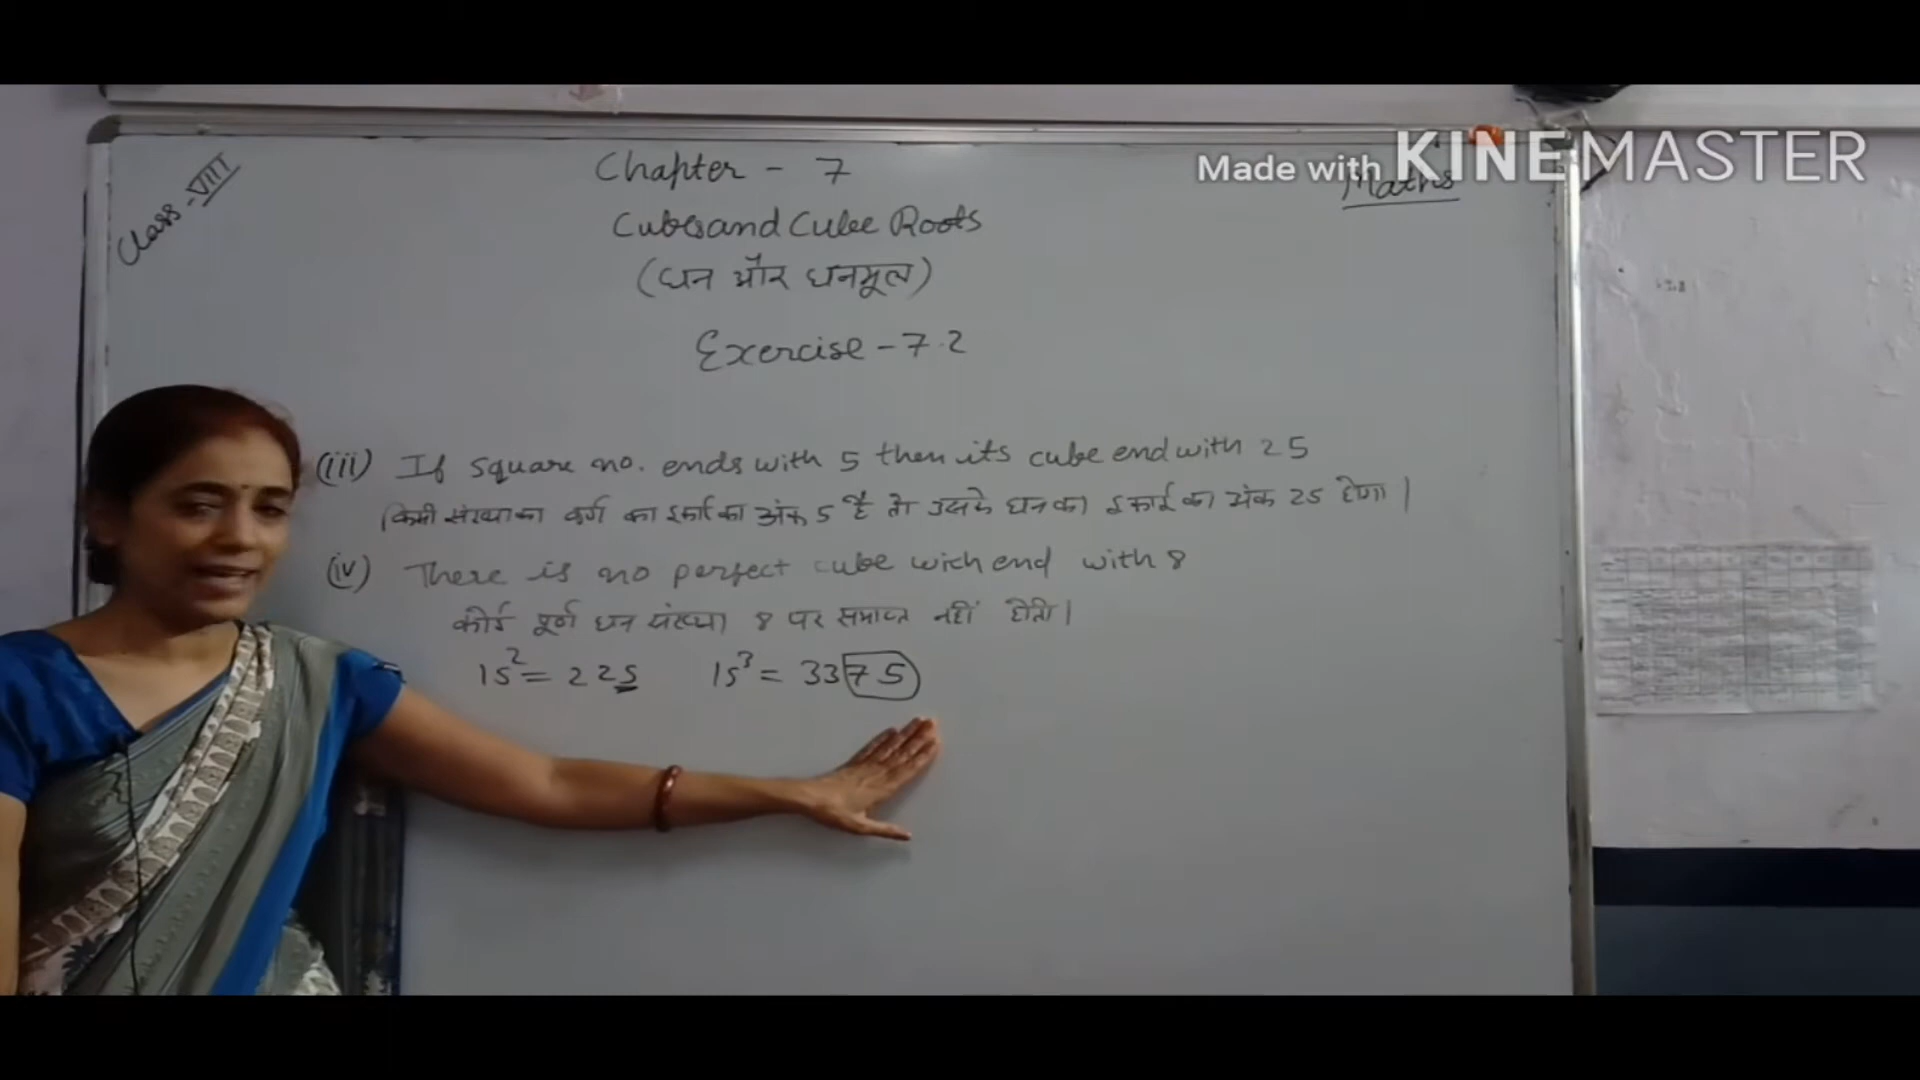 Made with KINEMASTER
Class-VIII
Chapter - 7
Maths
Cubes and Cube Roots
(घन और घनमूल)
Exercise-7.2
(iii) If square no. ends with 5 then its cube end with 25
किसी संख्या का वर्ग का इकाई का अंक 5 है तो उसके घन का इकाई का अंक 25 होगा।
(iv) There is no perfect cube wich end with 8
कोई पूर्ण घन संख्या 8 पर समाप्त नहीं होती।
15² = 225 15³ = 3375